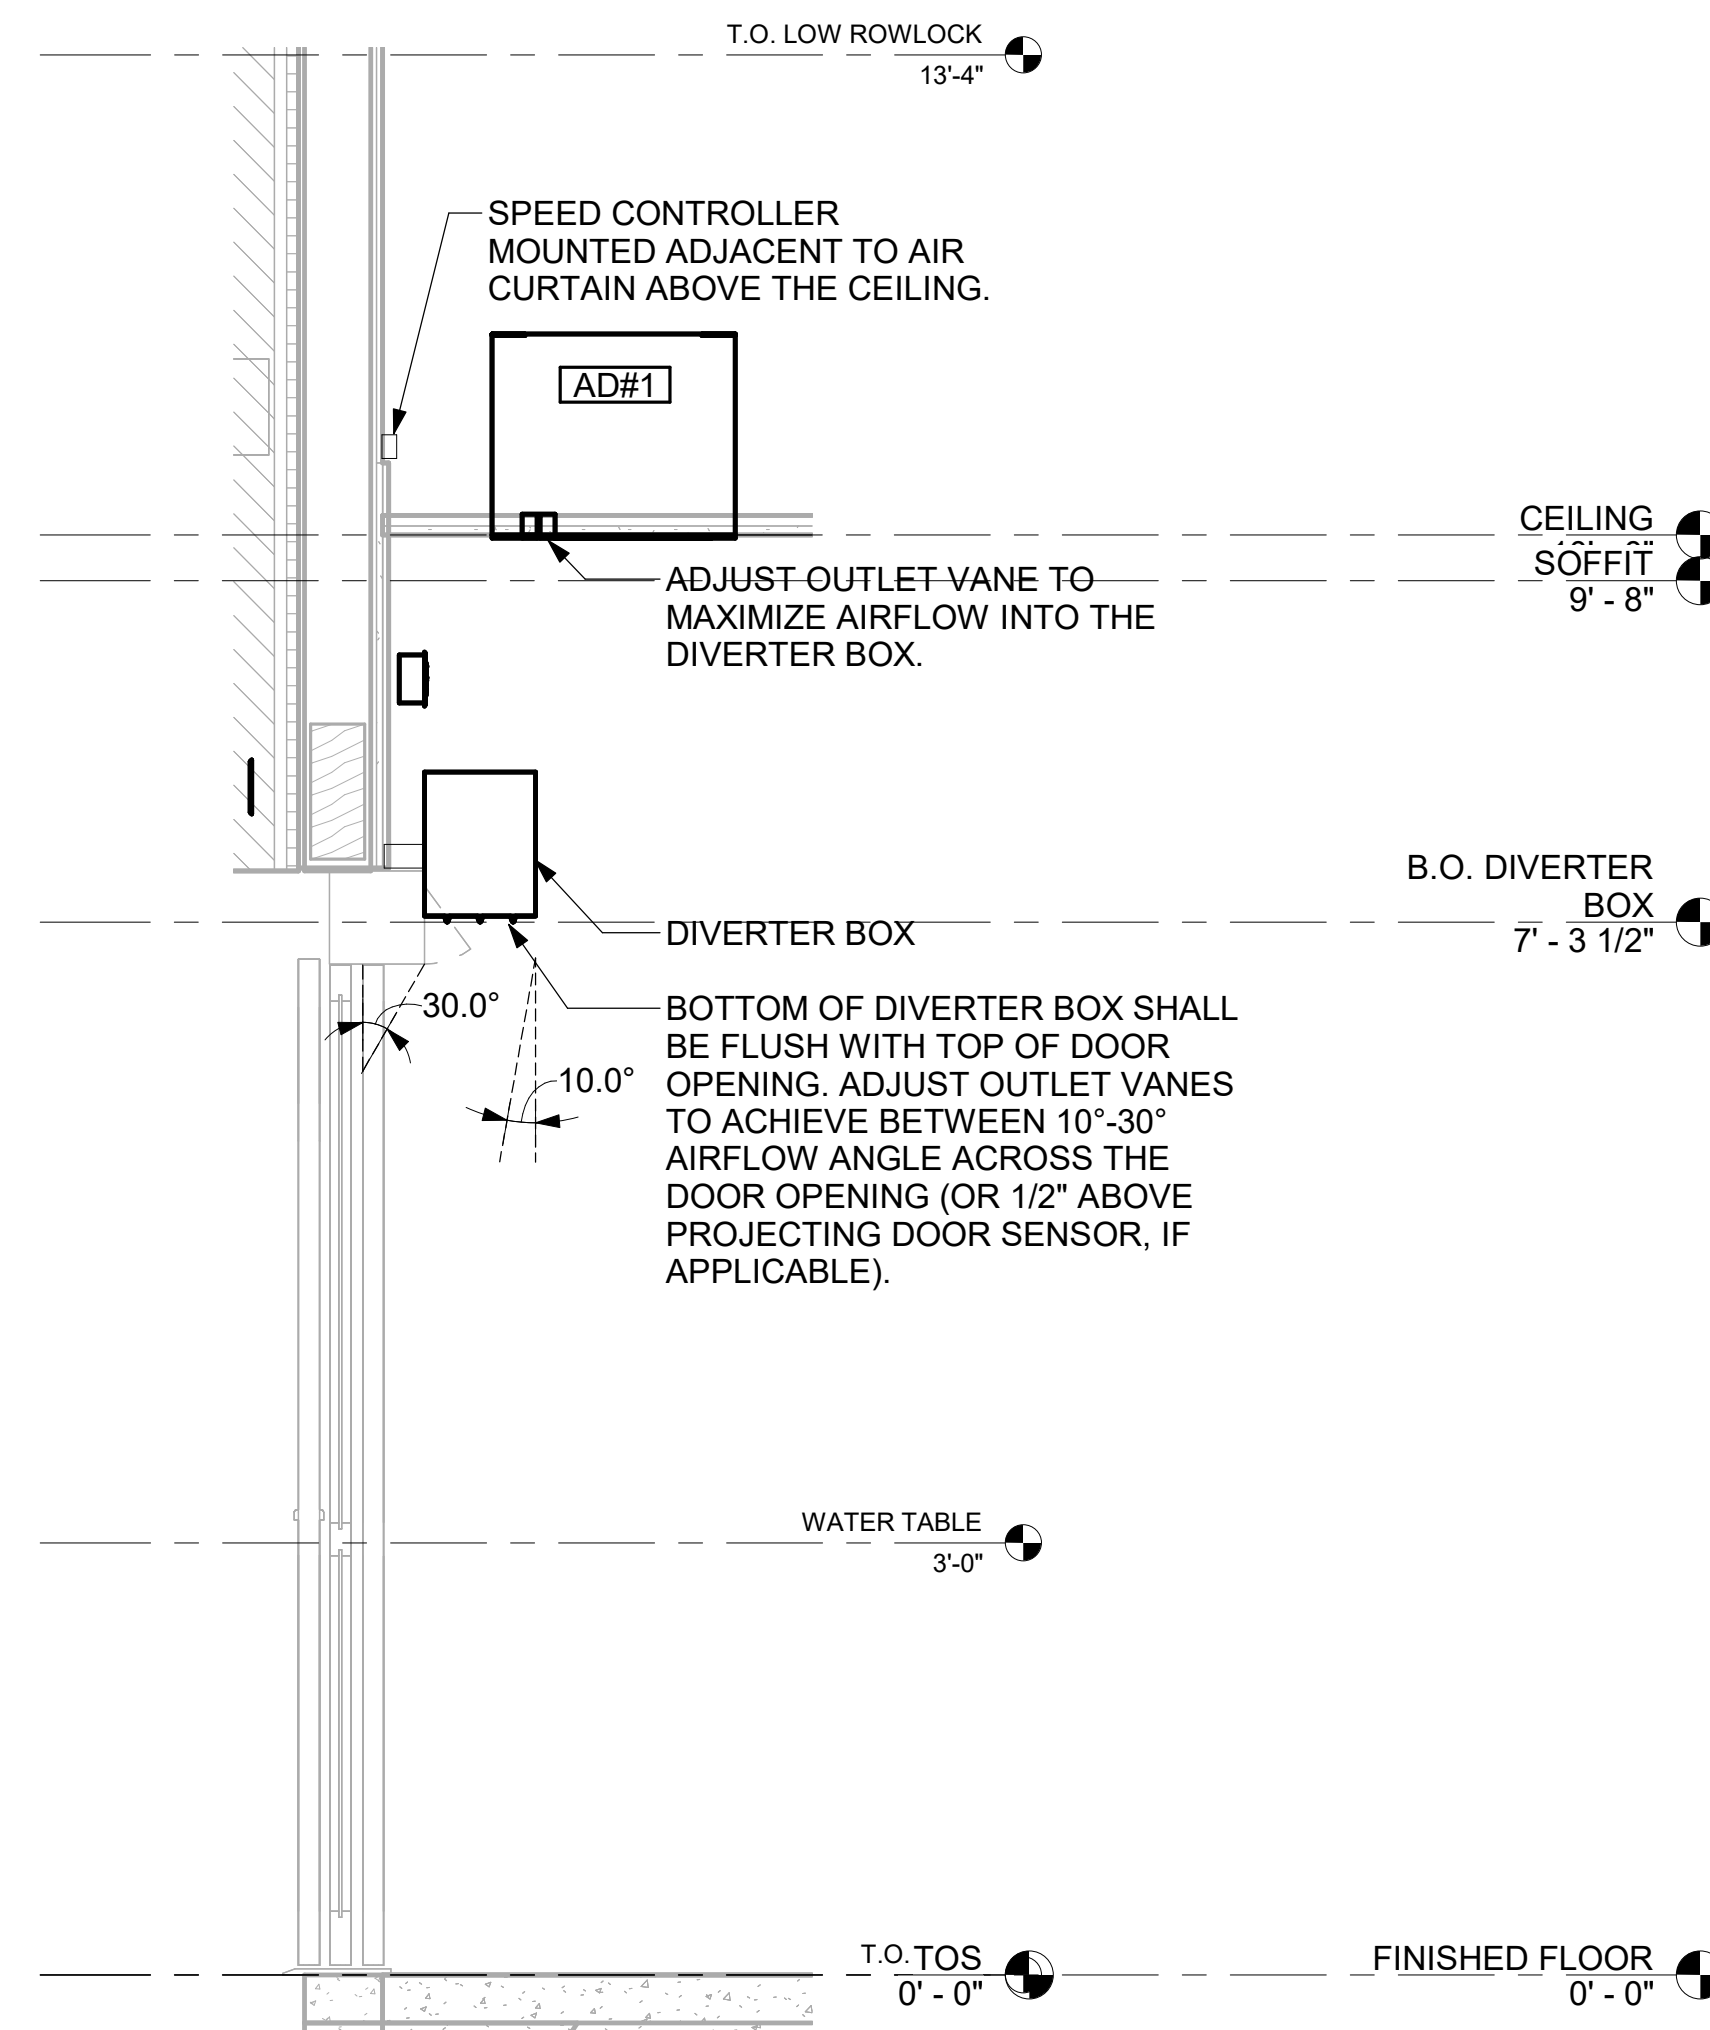 T.O. LOW ROWLOCK
13'-4"
SPEED CONTROLLER
MOUNTED ADJACENT TO AIR
CURTAIN ABOVE THE CEILING.
AD#1
CEILING
SOFFIT
9' - 8"
ADJUST OUTLET VANE TO
MAXIMIZE AIRFLOW INTO THE
DIVERTER BOX.
B.O. DIVERTER
BOX
7' - 3 1/2"
DIVERTER BOX
30.0°
10.0°
BOTTOM OF DIVERTER BOX SHALL
BE FLUSH WITH TOP OF DOOR
OPENING. ADJUST OUTLET VANES
TO ACHIEVE BETWEEN 10°-30°
AIRFLOW ANGLE ACROSS THE
DOOR OPENING (OR 1/2" ABOVE
PROJECTING DOOR SENSOR, IF
APPLICABLE).
WATER TABLE
3'-0"
T.O. TOS
0' - 0"
FINISHED FLOOR
0' - 0"